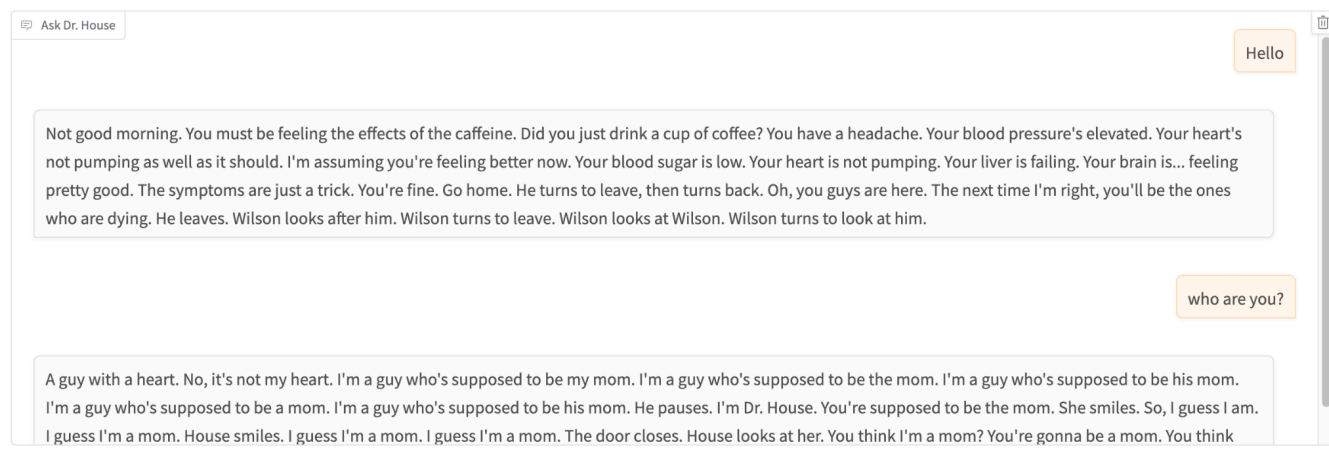 Ask Dr. House
Hello
Not good morning. You must be feeling the effects of the caffeine. Did you just drink a cup of coffee? You have a headache. Your blood pressure's elevated. Your heart's
not pumping as well as it should. I'm assuming you're feeling better now. Your blood sugar is low. Your heart is not pumping. Your liver is failing. Your brain is... feeling
pretty good. The symptoms are just a trick. You're fine. Go home. He turns to leave, then turns back. Oh, you guys are here. The next time I'm right, you'll be the ones
who are dying. He leaves. Wilson looks after him. Wilson turns to leave. Wilson looks at Wilson. Wilson turns to look at him.
who are you?
A guy with a heart. No, it's not my heart. I'm a guy who's supposed to be my mom. I'm a guy who's supposed to be the mom. I'm a guy who's supposed to be his mom.
I'm a guy who's supposed to be a mom. I'm a guy who's supposed to be his mom. He pauses. I'm Dr. House. You're supposed to be the mom. She smiles. So, I guess I am.
I guess I'm a mom. House smiles. I guess I'm a mom. I guess I'm a mom. The door closes. House looks at her. You think I'm a mom? You're gonna be a mom. You think